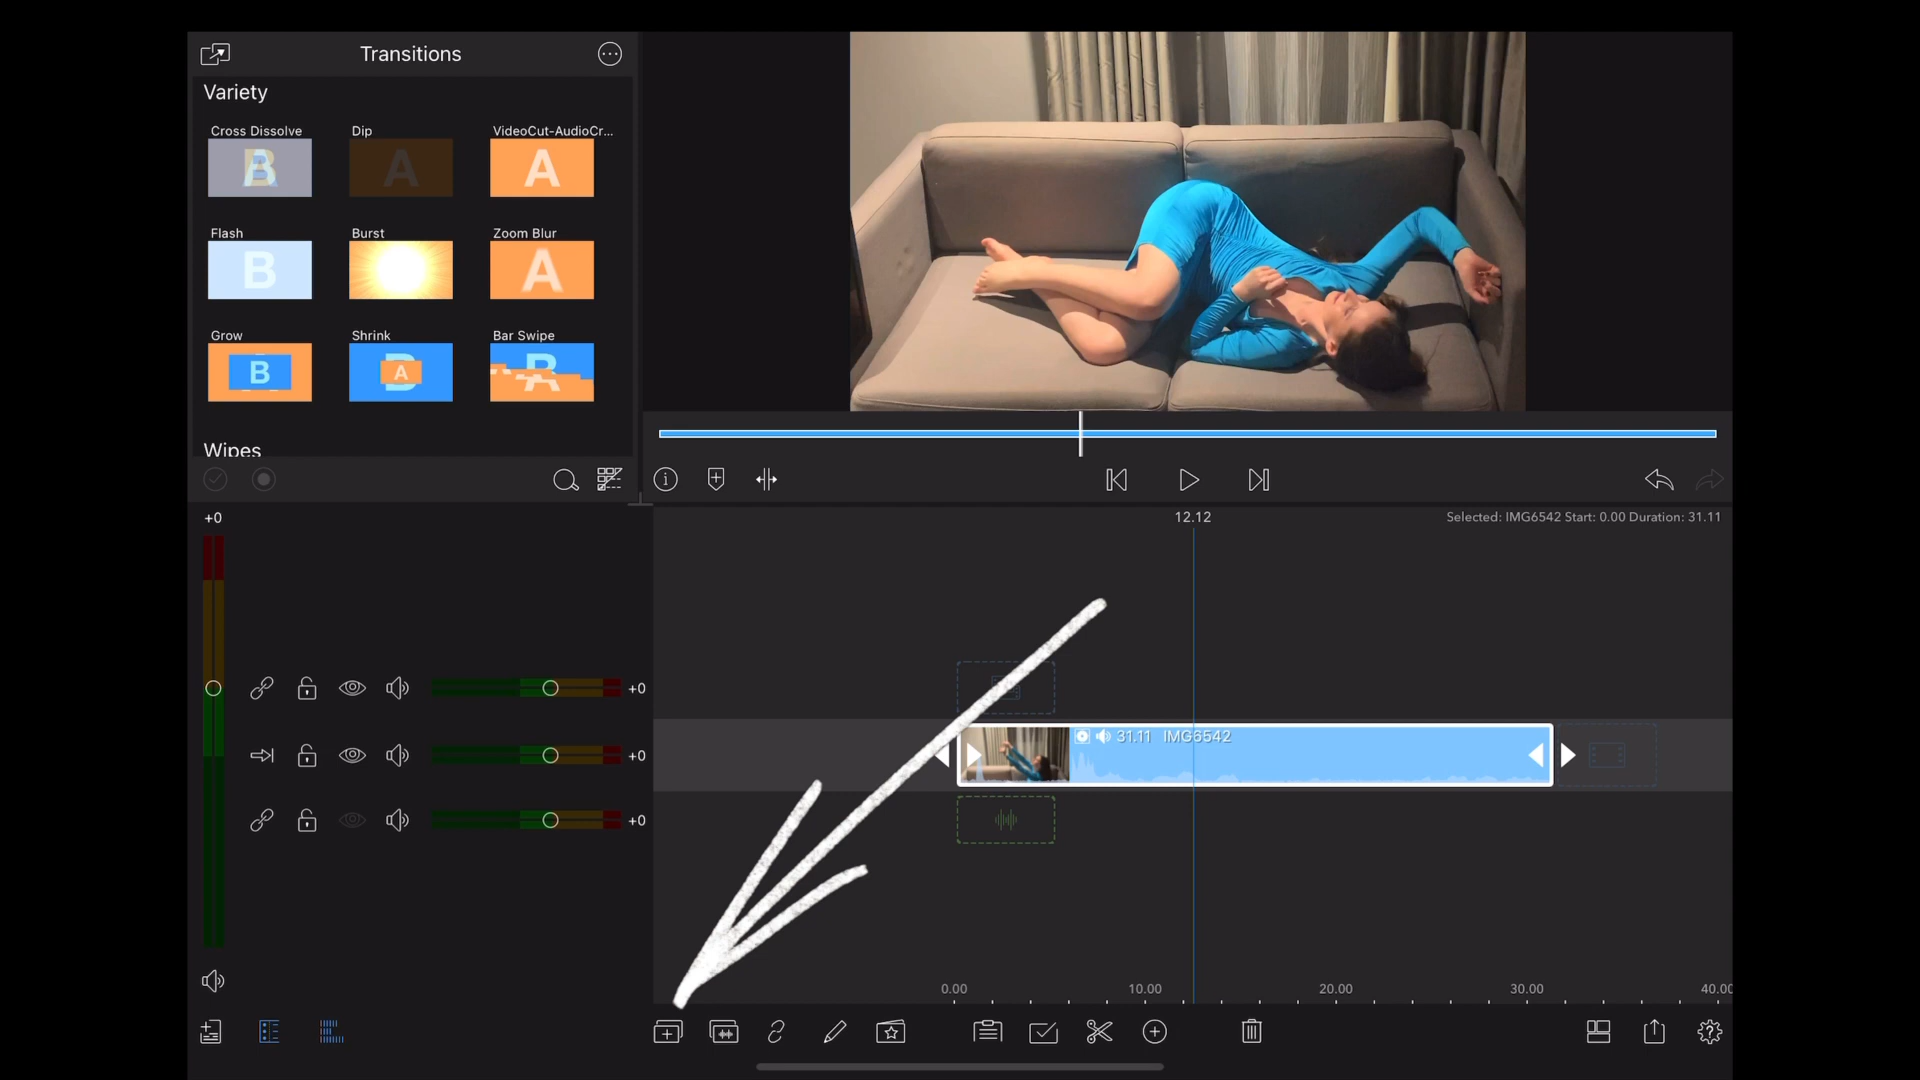 Transitions
Variety
Cross Dissolve
Dip
VideoCut-AudioCr...
B
A
A
Flash
Burst
Zoom Blur
B
A
Grow
Shrink
Bar Swipe
B
A
Wipes
+0
12.12
Selected: IMG6542 Start: 0.00 Duration: 31.11
+0
31.11 IMG6542
+0
+0
0.00
10.00
20.00
30.00
40.00